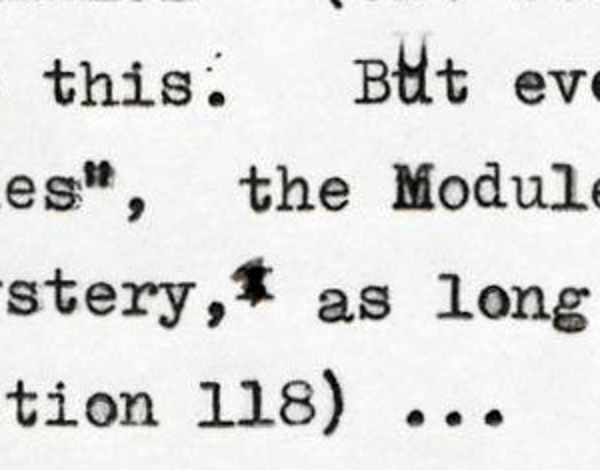 this. But eve
es", the Module
stery, as long
tion 118) ...